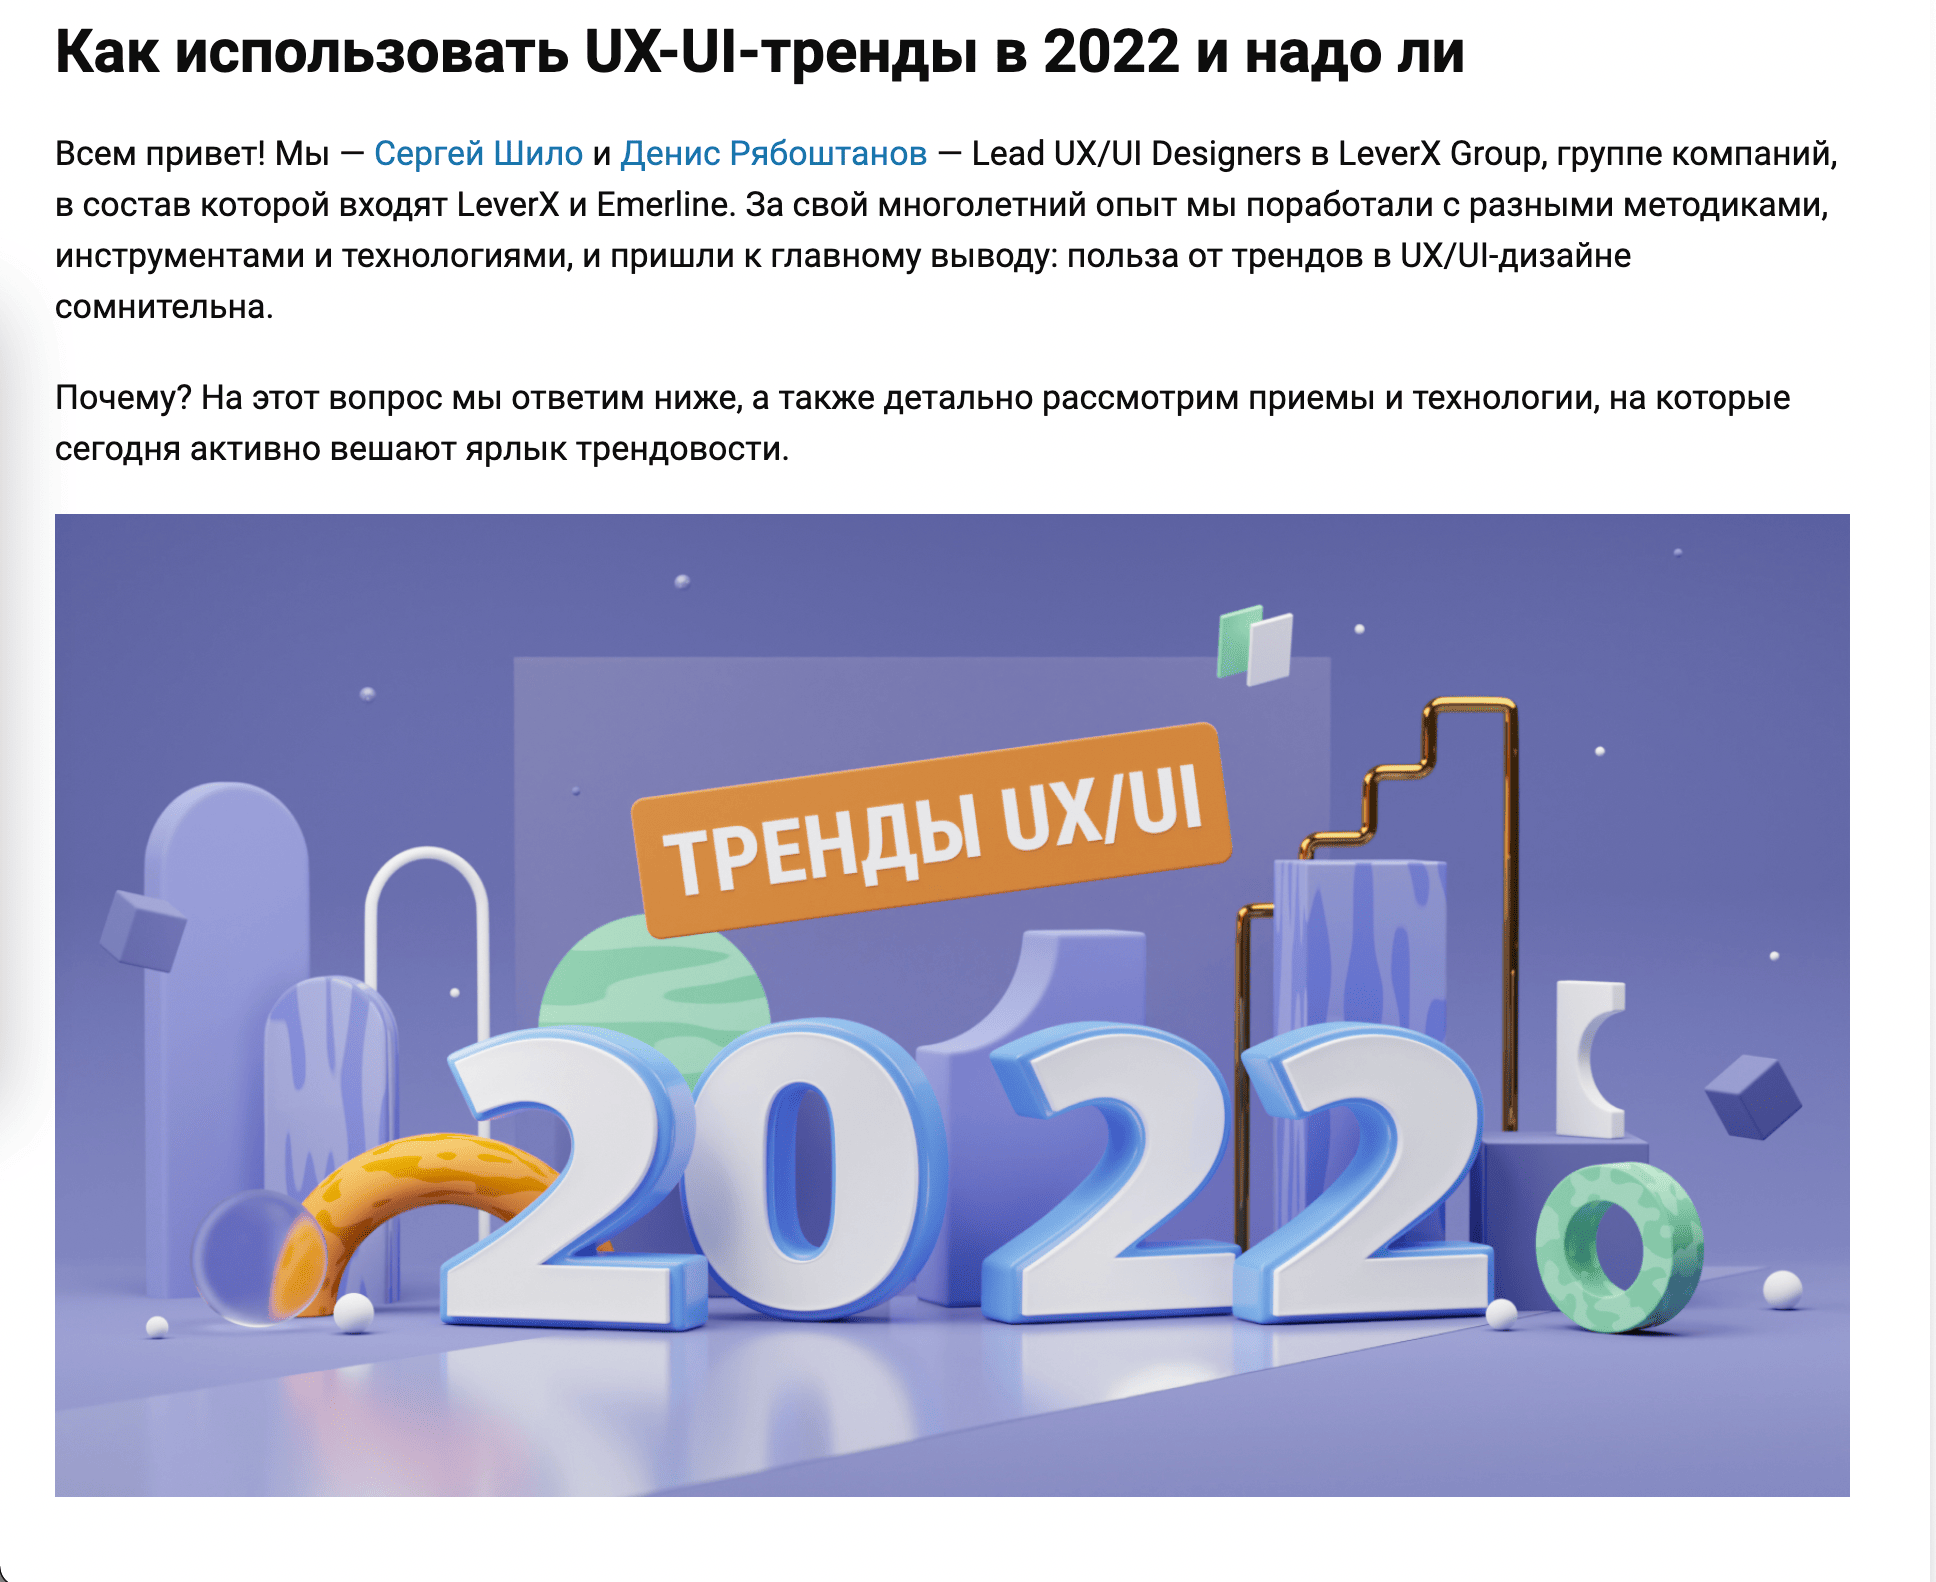 Как использовать UX-UI-тренды в 2022 и надо ли
Всем привет! Мы — Сергей Шило и Денис Рябоштанов — Lead UX/UI Designers в LeverX Group, группе компаний,
в состав которой входят LeverX и Emerline. За свой многолетний опыт мы поработали с разными методиками,
инструментами и технологиями, и пришли к главному выводу: польза от трендов в UX/UI-дизайне
сомнительна.
Почему? На этот вопрос мы ответим ниже, а также детально рассмотрим приемы и технологии, на которые
сегодня активно вешают ярлык трендовости.
ТРЕНДЫ UX/UI
2022